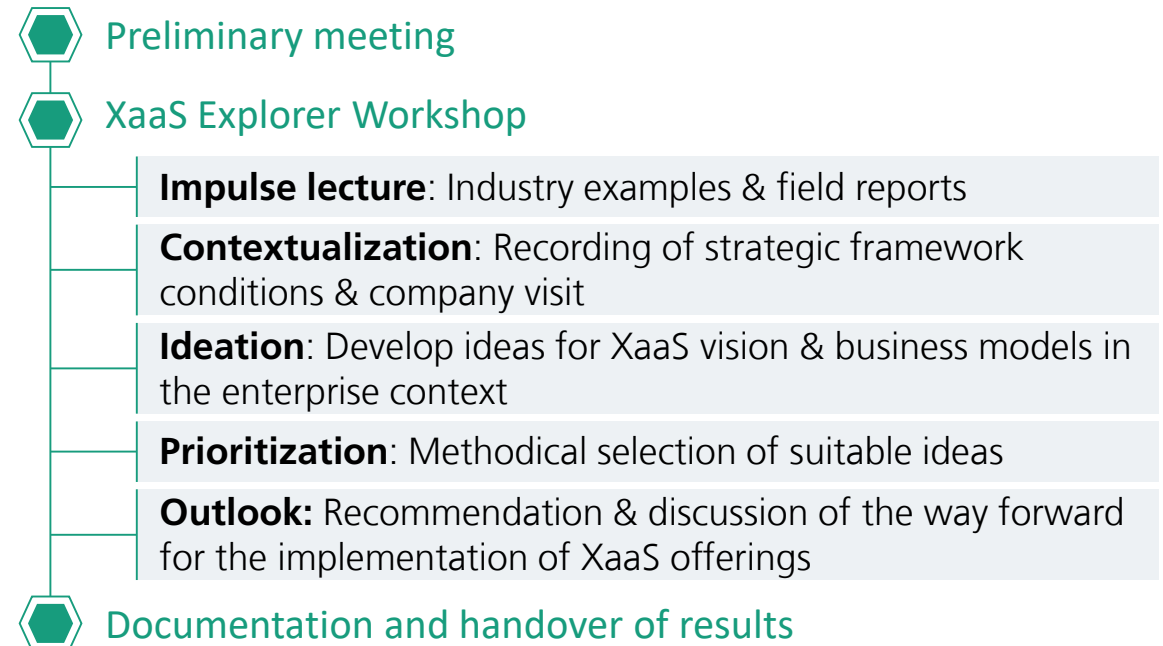 Preliminary meeting
XaaS Explorer Workshop
Impulse lecture: Industry examples & field reports
Contextualization: Recording of strategic framework
conditions & company visit
Ideation: Develop ideas for XaaS vision & business models in
the enterprise context
Prioritization: Methodical selection of suitable ideas
Outlook: Recommendation & discussion of the way forward
for the implementation of XaaS offerings
Documentation and handover of results